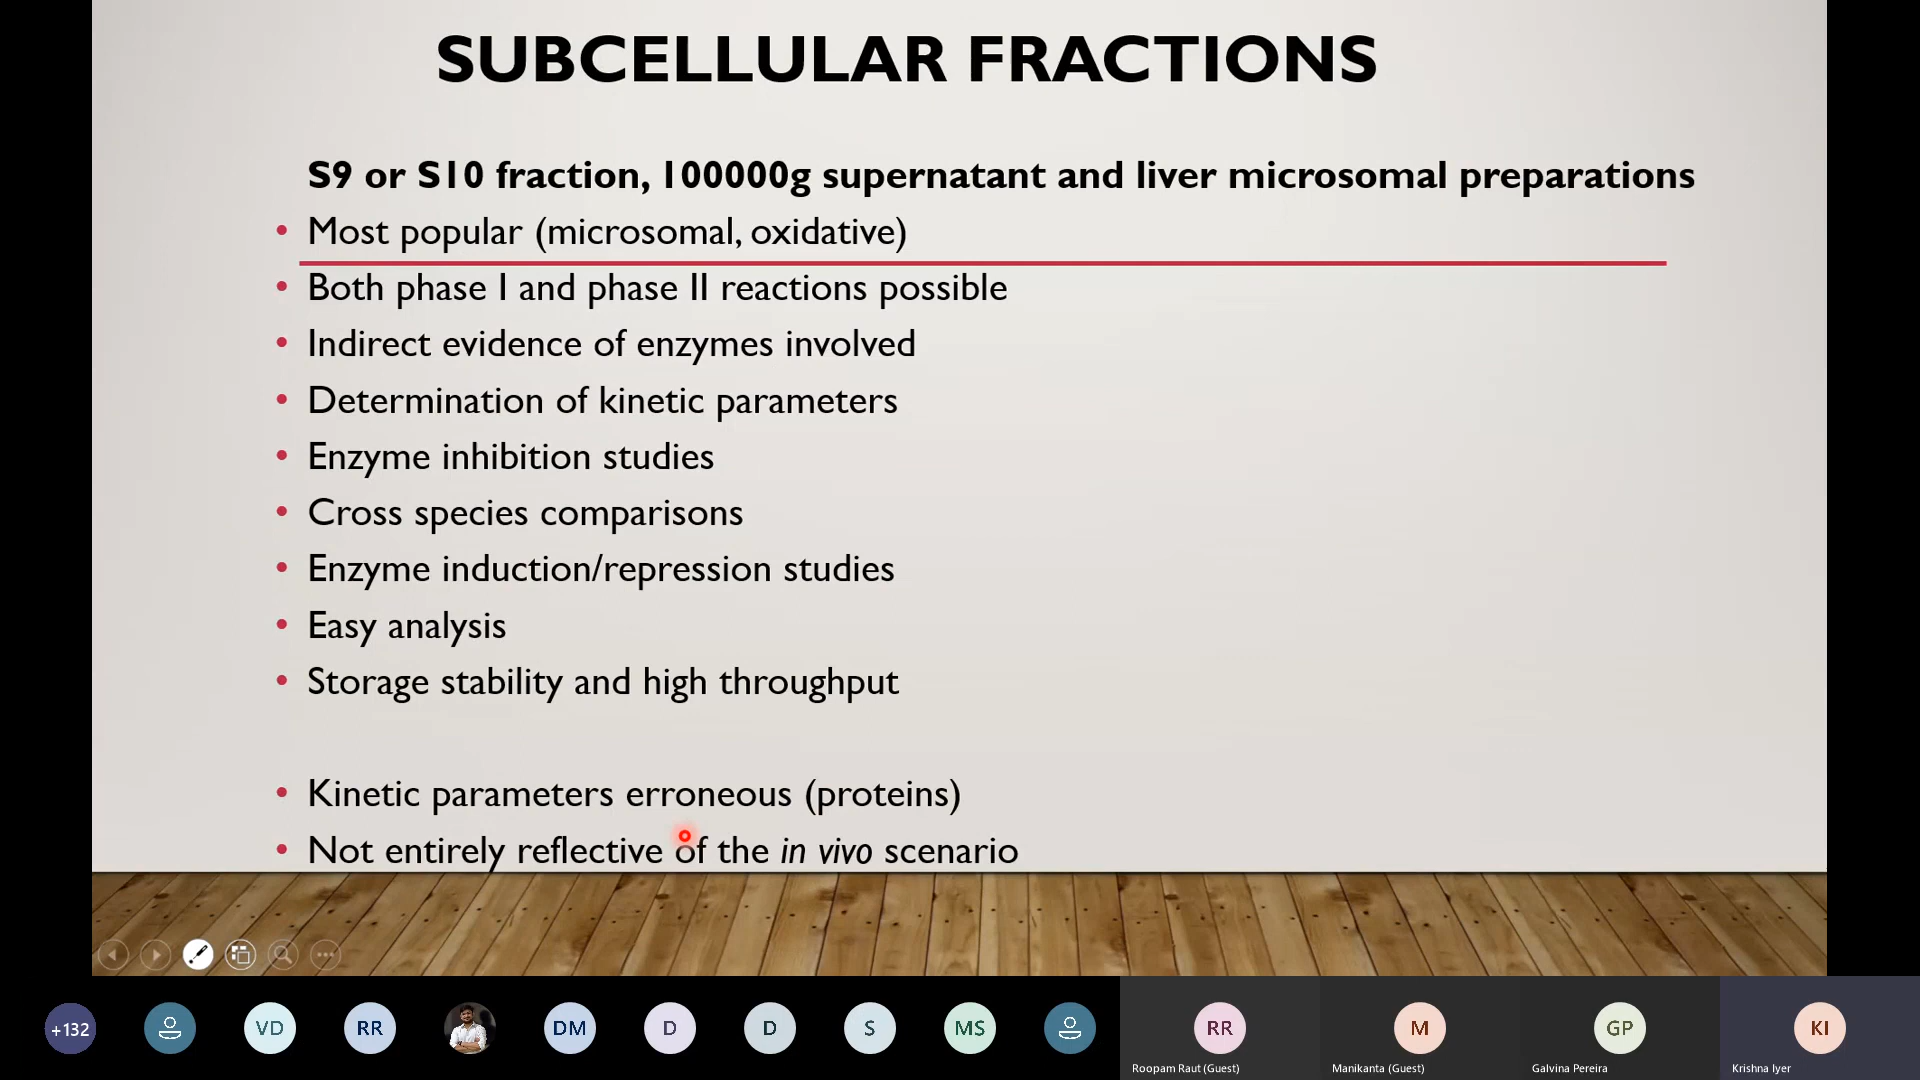 SUBCELLULAR FRACTIONS
S9 or S10 fraction, 100000g supernatant and liver microsomal preparations
• Most popular (microsomal, oxidative)
• Both phase I and phase II reactions possible
• Indirect evidence of enzymes involved
• Determination of kinetic parameters
• Enzyme inhibition studies
• Cross species comparisons
• Enzyme induction/repression studies
• Easy analysis
• Storage stability and high throughput
• Kinetic parameters erroneous (proteins)
• Not entirely reflective of the in vivo scenario
+132 VD RR DM D D S MS RR M GP KI
Roopam Raut (Guest) Manikanta (Guest) Galvina Pereira Krishna Iyer